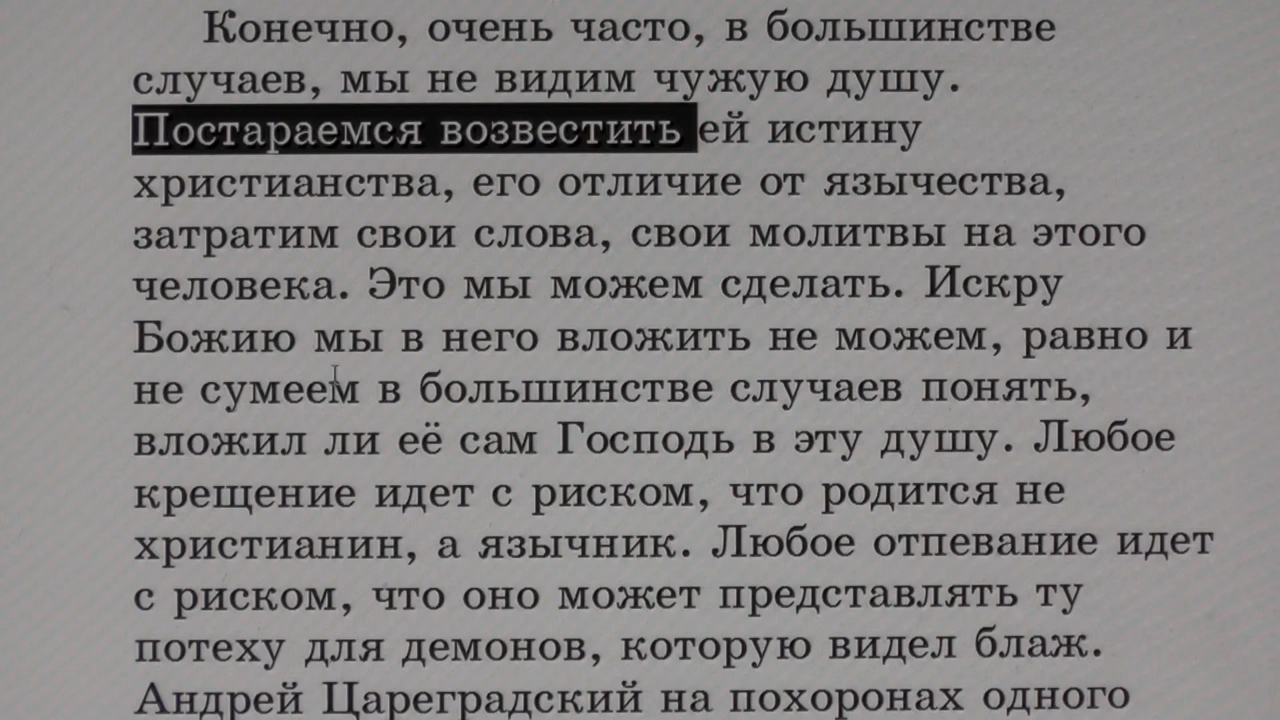 Конечно, очень часто, в большинстве
случаев, мы не видим чужую душу.
Постараемся возвестить ей истину
христианства, его отличие от язычества,
затратим свои слова, свои молитвы на этого
человека. Это мы можем сделать. Искру
Божию мы в него вложить не можем, равно и
не сумеем в большинстве случаев понять,
вложил ли её сам Господь в эту душу. Любое
крещение идет с риском, что родится не
христианин, а язычник. Любое отпевание идет
с риском, что оно может представлять ту
потеху для демонов, которую видел блаж.
Андрей Цареградский на похоронах одного